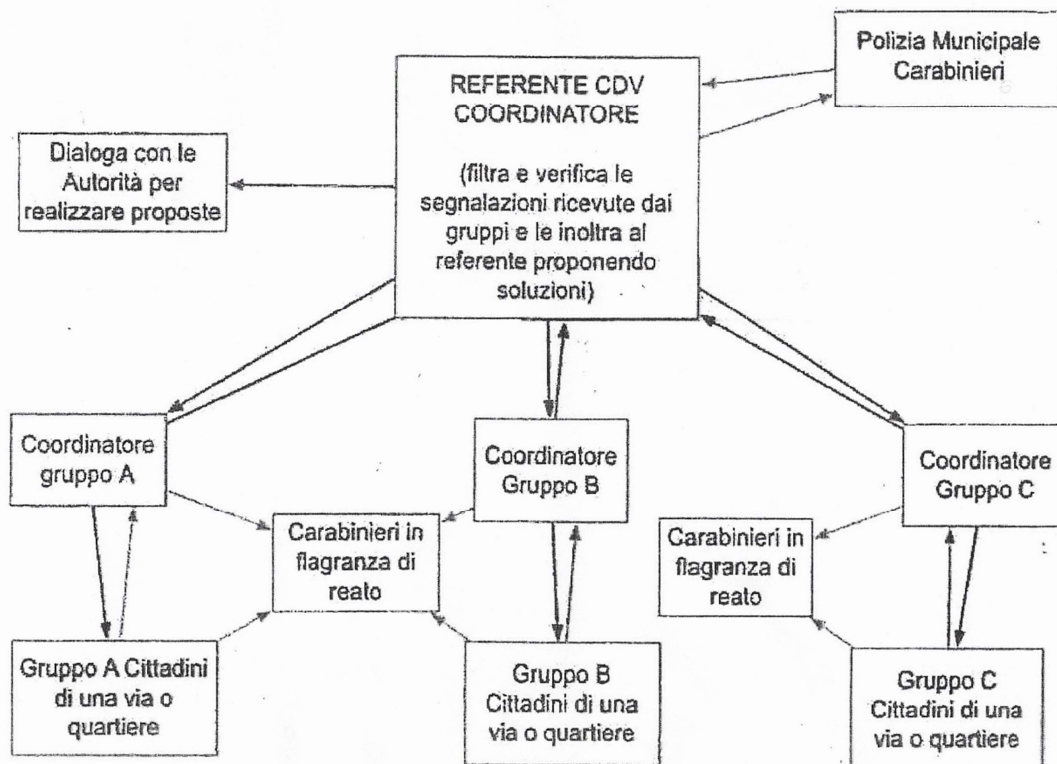 Polizia Municipale
Carabinieri
REFERENTE CDV
COORDINATORE
(filtra e verifica le
segnalazioni ricevute dai
gruppi e le inoltra al
referente proponendo
soluzioni)
Dialoga con le
Autorità per
realizzare proposte
Coordinatore
gruppo A
Coordinatore
Gruppo B
Coordinatore
Gruppo C
Carabinieri in
flagranza di
reato
Carabinieri in
flagranza di
reato
Gruppo A Cittadini
di una via o
quartiere
Gruppo B
Cittadini di una
via o quartiere
Gruppo C
Cittadini di una
via o quartiere